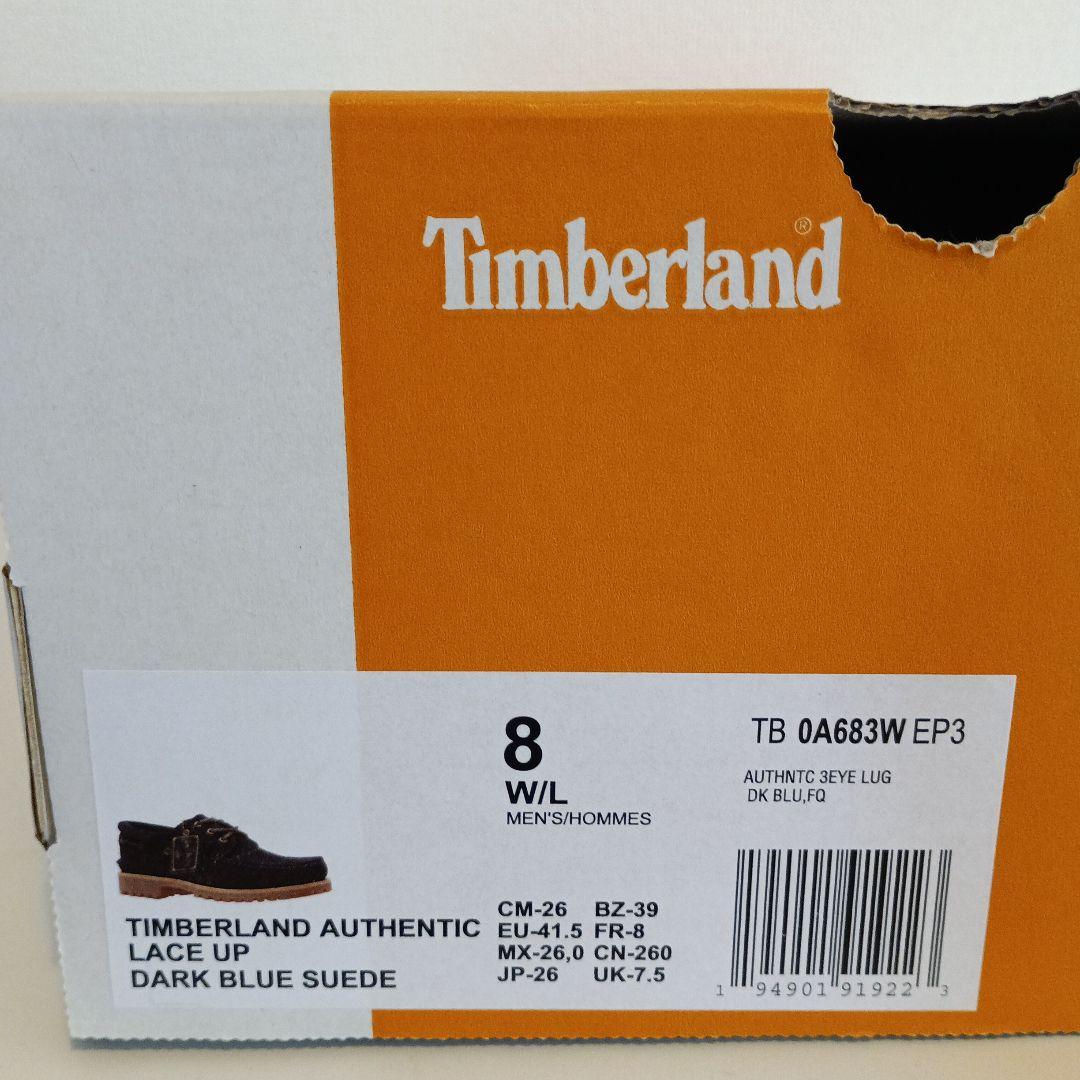 Timberland®
8
W/L
MEN'S/HOMMES
TB 0A683W EP3
AUTHNTC 3EYE LUG
DK BLU,FQ
TIMBERLAND AUTHENTIC
LACE UP
DARK BLUE SUEDE
CM-26 BZ-39
EU-41.5 FR-8
MX-26,0 CN-260
JP-26 UK-7.5
1 94901 91922 3